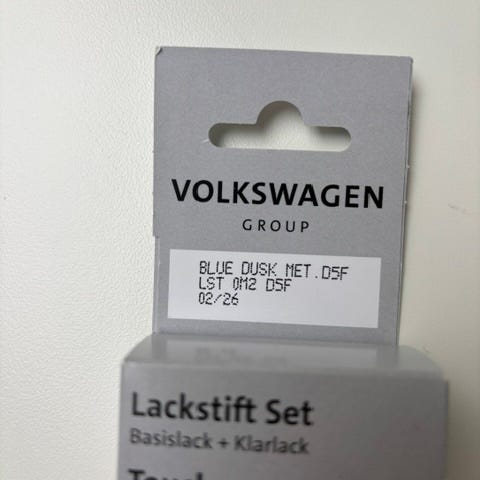 VOLKSWAGEN
GROUP
BLUE DUSK MET.D5F
LST 0M2 D5F
02/26
Lackstift Set
Basislack + Klarlack